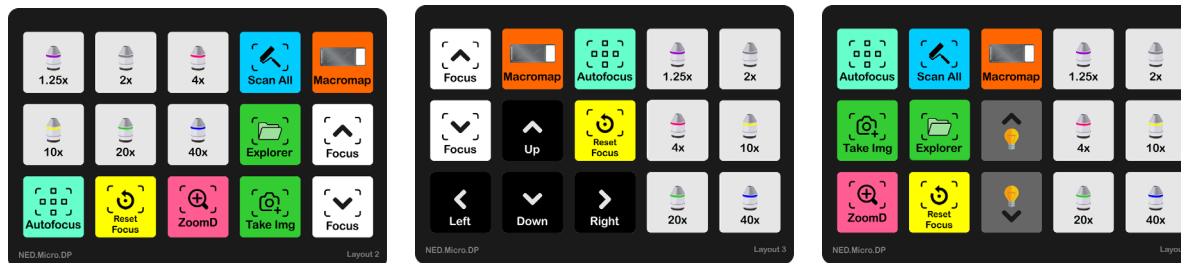 1.25x
2x
4x
Scan All
Macromap
10x
20x
40x
Explorer
Focus
Autofocus
Reset
Focus
ZoomD
Take Img
Focus
NED.Micro.DP
Layout 2
Focus
Macromap
Autofocus
1.25x
2x
Focus
Up
Reset
Focus
4x
10x
Left
Down
Right
20x
40x
NED.Micro.DP
Layout 3
Autofocus
Scan All
Macromap
1.25x
2x
Take Img
Explorer
4x
10x
ZoomD
Reset
Focus
20x
40x
NED.Micro.DP